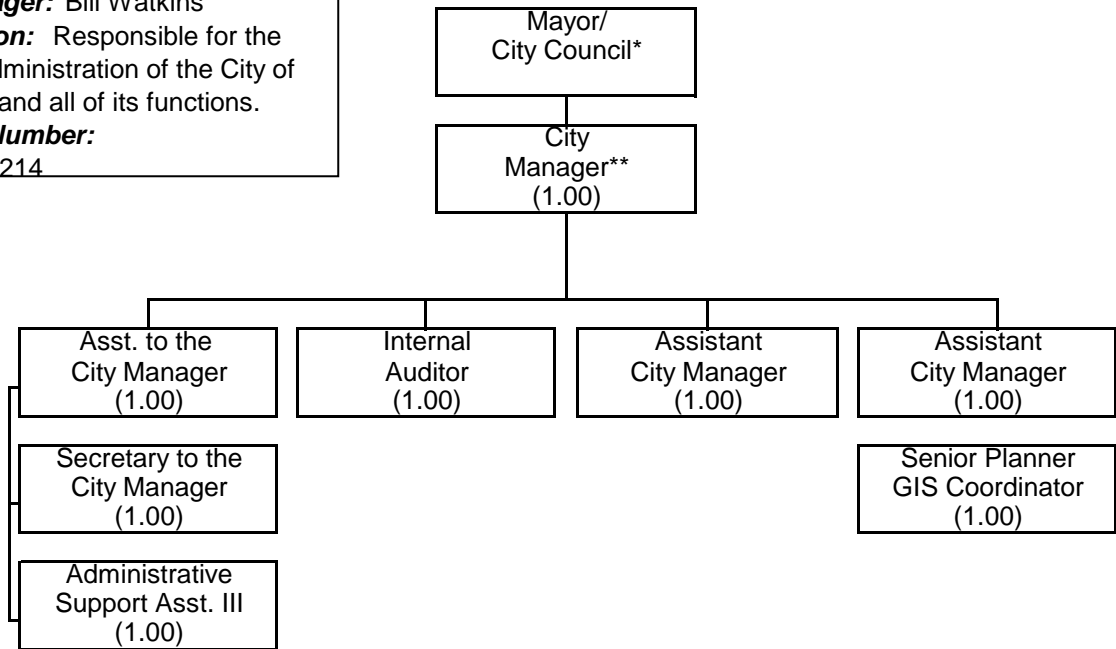 Bill Watkins
Responsible for the
of the City of
and all of its functions.
214
Mayor/
City Council*
City
Manager**
(1.00)
Asst. to the
City Manager
(1.00)
Internal
Auditor
(1.00)
Assistant
City Manager
(1.00)
Assistant
City Manager
(1.00)
Secretary to the
City Manager
(1.00)
Senior Planner
GIS Coordinator
(1.00)
Administrative
Support Asst. III
(1.00)